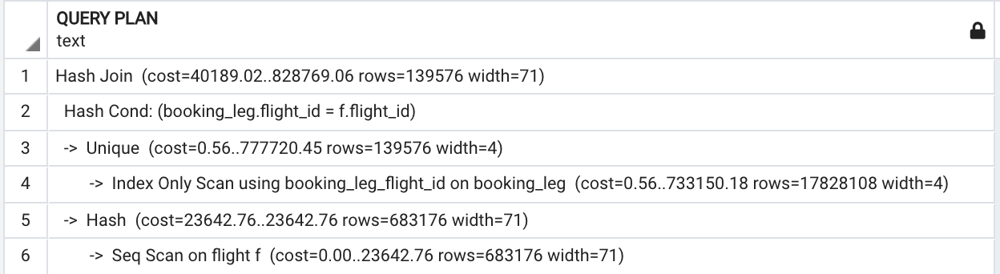 QUERY PLAN
text
1 Hash Join (cost=40189.02..828769.06 rows=139576 width=71)
2 Hash Cond: (booking_leg.flight_id = f.flight_id)
3 -> Unique (cost=0.56..777720.45 rows=139576 width=4)
4 -> Index Only Scan using booking_leg_flight_id on booking_leg (cost=0.56..733150.18 rows=17828108 width=4)
5 -> Hash (cost=23642.76..23642.76 rows=683176 width=71)
6 -> Seq Scan on flight f (cost=0.00..23642.76 rows=683176 width=71)